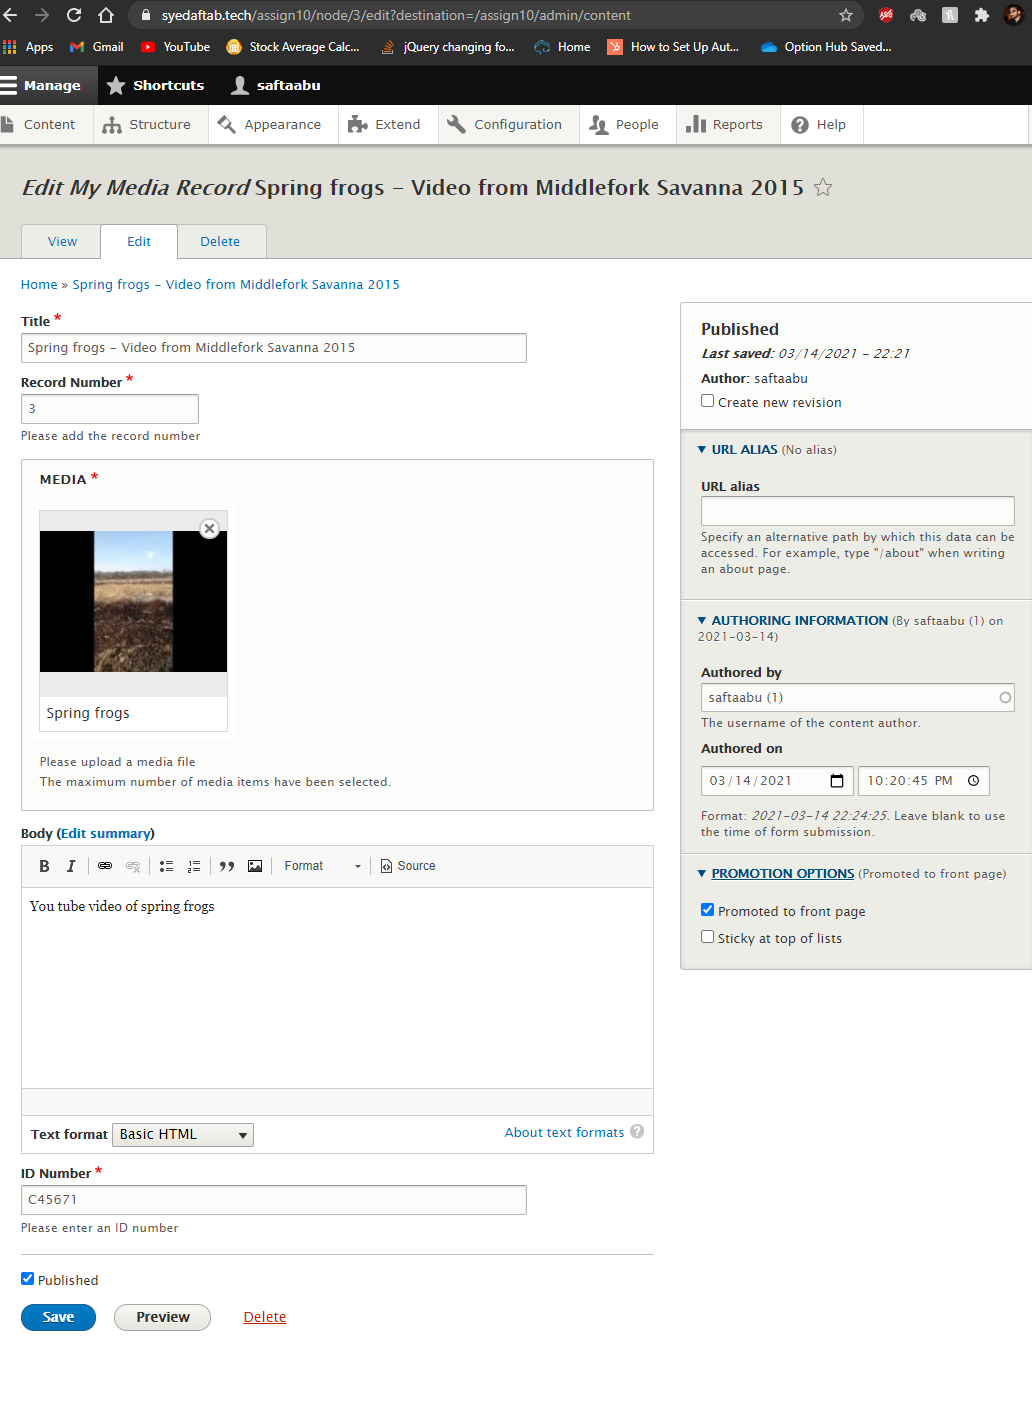 syedaftab.tech/assign10/node/3/edit?destination=/assign10/admin/content
Apps Gmail YouTube Stock Average Calc... jQuery changing fo... Home How to Set Up Aut... Option Hub Saved...
Manage Shortcuts saftaabu
Content Structure Appearance Extend Configuration People Reports Help
Edit My Media Record Spring frogs - Video from Middlefork Savanna 2015
View Edit Delete
Home » Spring frogs - Video from Middlefork Savanna 2015
Title *
Spring frogs - Video from Middlefork Savanna 2015
Record Number *
3
Please add the record number
MEDIA *
Spring frogs
Please upload a media file
The maximum number of media items have been selected.
Body (Edit summary)
B I Format Source
You tube video of spring frogs
Text format Basic HTML About text formats ?
ID Number *
C45671
Please enter an ID number
Published
Save Preview Delete
Published
Last saved: 03/14/2021 - 22:21
Author: saftaabu
Create new revision
URL ALIAS (No alias)
URL alias
Specify an alternative path by which this data can be
accessed. For example, type "/about" when writing
an about page.
AUTHORING INFORMATION (By saftaabu (1) on
2021-03-14)
Authored by
saftaabu (1)
The username of the content author.
Authored on
03/14/2021 10:20:45 PM
Format: 2021-03-14 22:24:25. Leave blank to use
the time of form submission.
PROMOTION OPTIONS (Promoted to front page)
Promoted to front page
Sticky at top of lists